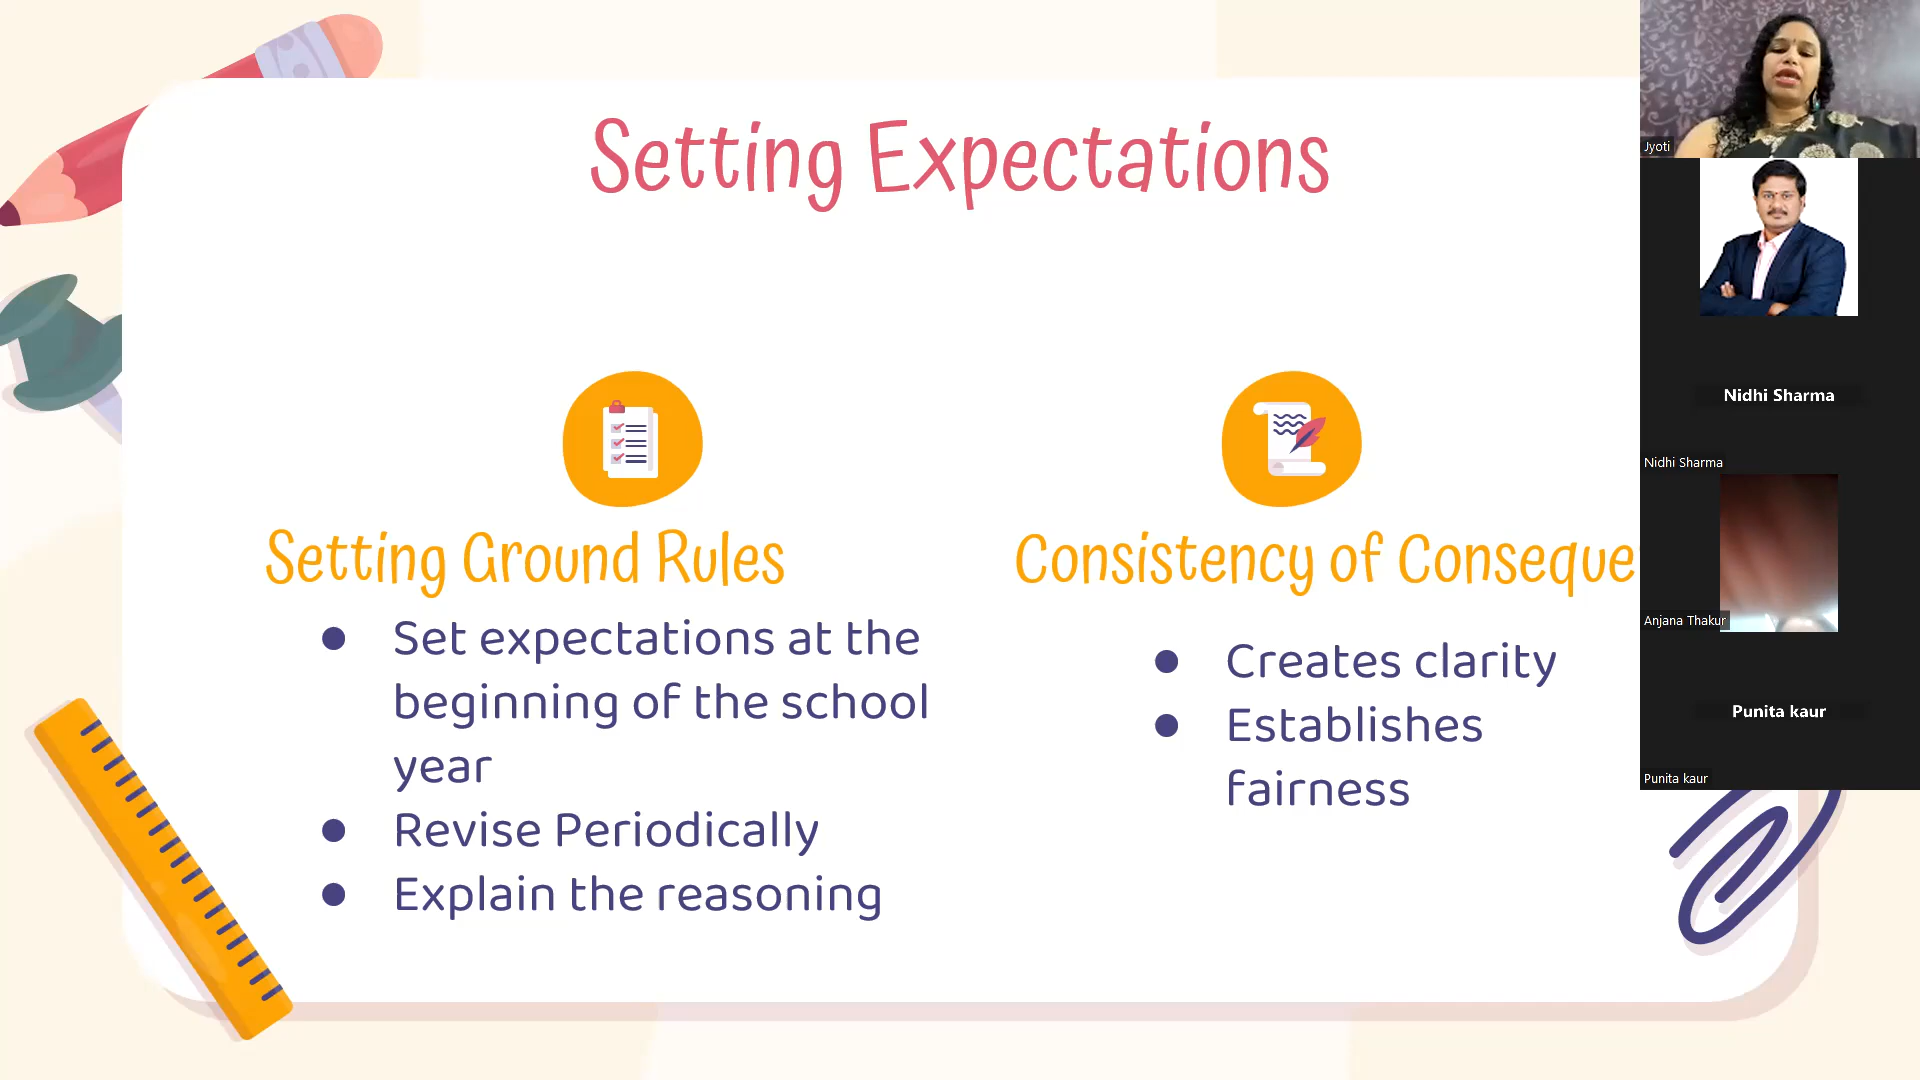 Setting Expectations
Setting Ground Rules
● Set expectations at the
beginning of the school
year
● Revise Periodically
● Explain the reasoning
Consistency of Conseque
● Creates clarity
● Establishes
fairness
Jyoti
Nidhi Sharma
Nidhi Sharma
Anjana Thakur
Punita kaur
Punita kaur